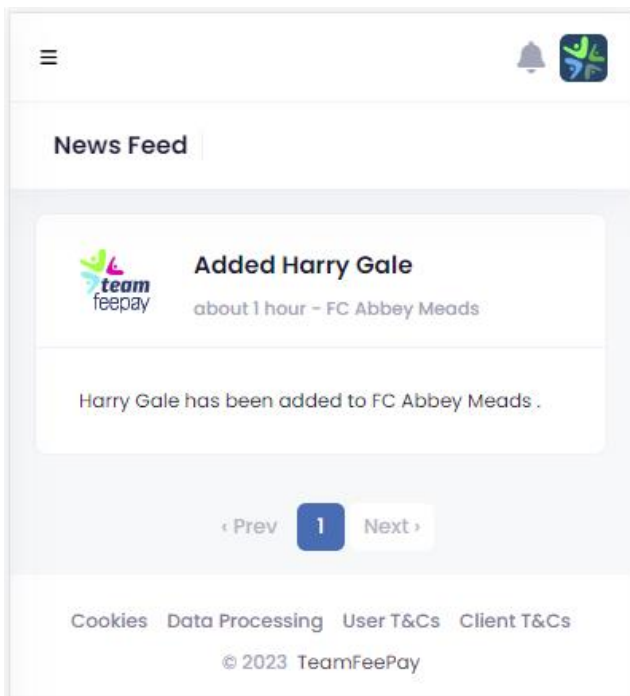 News Feed
team
feepay
Added Harry Gale
about 1 hour - FC Abbey Meads
Harry Gale has been added to FC Abbey Meads .
‹ Prev 1 Next ›
Cookies Data Processing User T&Cs Client T&Cs
© 2023 TeamFeePay